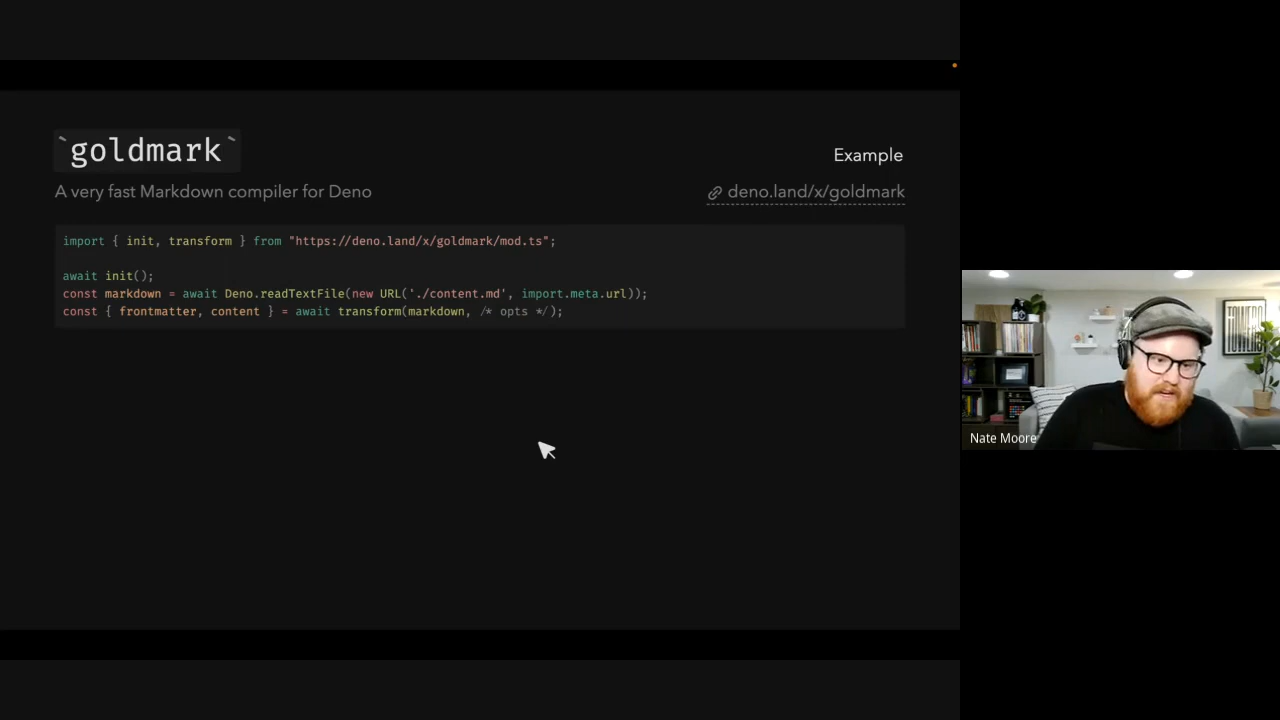 `goldmark`
Example
A very fast Markdown compiler for Deno
deno.land/x/goldmark
import { init, transform } from "https://deno.land/x/goldmark/mod.ts";
await init();
const markdown = await Deno.readTextFile(new URL('./content.md', import.meta.url));
const { frontmatter, content } = await transform(markdown, /* opts */);
Nate Moore